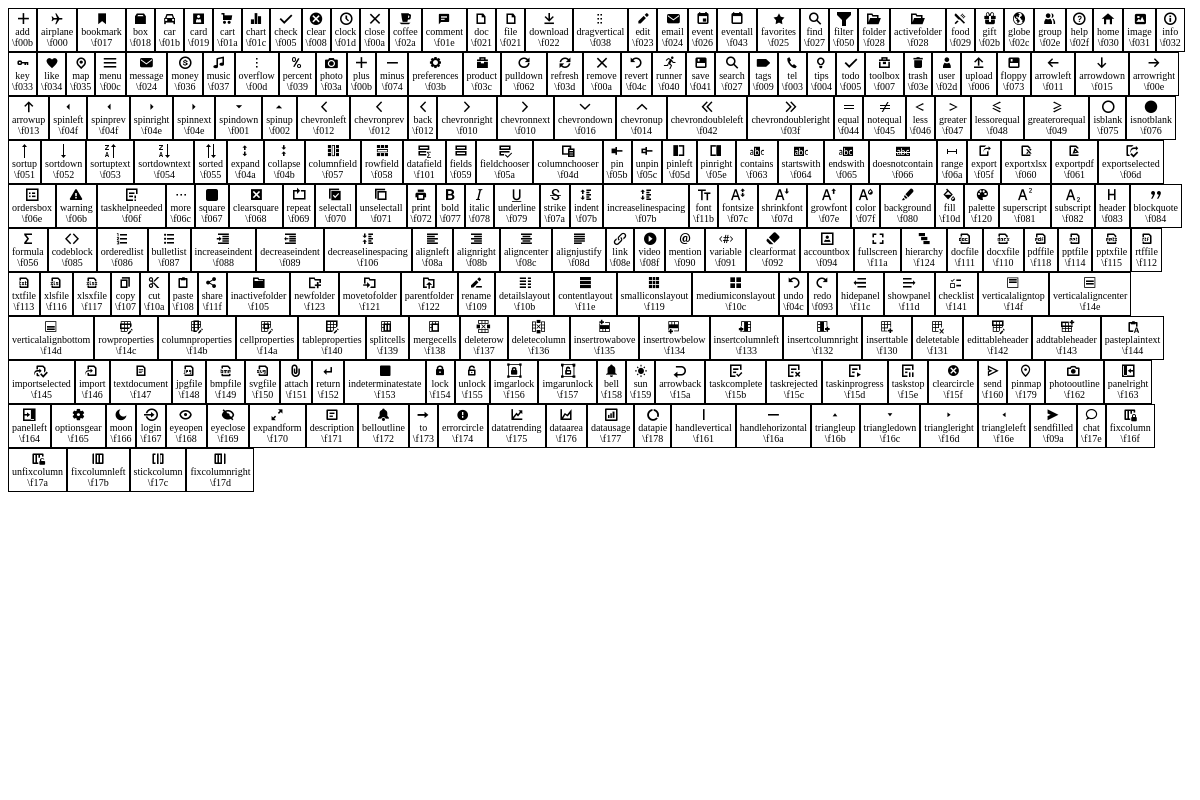 add airplane bookmark box car card cart chart check clear clock close coffee comment doc file download dragvertical edit email event eventall favorites find filter folder activefolder food gift globe group help home image info
\f00b \f000 \f017 \f018 \f01b \f019 \f01a \f01c \f005 \f008 \f01d \f00a \f02a \f01e \f021 \f021 \f022 \f038 \f023 \f024 \f026 \f043 \f025 \f027 \f050 \f028 \f028 \f029 \f02b \f02c \f02e \f02f \f030 \f031 \f032
key like map menu message money music overflow percent photo plus minus preferences product pulldown refresh remove revert runner save search tags tel tips todo toolbox trash user upload floppy arrowleft arrowdown arrowright
\f033 \f034 \f035 \f00c \f024 \f036 \f037 \f00d \f039 \f03a \f00b \f074 \f03b \f03c \f062 \f03d \f00a \f04c \f040 \f041 \f027 \f009 \f003 \f004 \f005 \f007 \f03e \f02d \f006 \f073 \f011 \f015 \f00e
arrowup spinleft spinprev spinright spinnext spindown spinup chevronleft chevronprev back chevronright chevronnext chevrondown chevronup chevrondoubleleft chevrondoubleright equal notequal less greater lessorequal greaterorequal isblank isnotblank
\f013 \f04f \f04f \f04e \f04e \f001 \f002 \f012 \f012 \f012 \f010 \f010 \f016 \f014 \f042 \f03f \f044 \f045 \f046 \f047 \f048 \f049 \f075 \f076
sortup sortdown sortuptext sortdowntext sorted expand collapse columnfield rowfield datafield fields fieldchooser columnchooser pin unpin pinleft pinright contains startswith endswith doesnotcontain range export exportxlsx exportpdf exportselected
\f051 \f052 \f053 \f054 \f055 \f04a \f04b \f057 \f058 \f101 \f059 \f05a \f04d \f05b \f05c \f05d \f05e \f063 \f064 \f065 \f066 \f06a \f05f \f060 \f061 \f06d
ordersbox warning taskhelpneeded more square clearsquare repeat selectall unselectall print bold italic underline strike indent increaselinespacing font fontsize shrinkfont growfont color background fill palette superscript subscript header blockquote
\f06e \f06b \f06f \f06c \f067 \f068 \f069 \f070 \f071 \f072 \f077 \f078 \f079 \f07a \f07b \f07b \f11b \f07c \f07d \f07e \f07f \f080 \f10d \f120 \f081 \f082 \f083 \f084
formula codeblock orderedlist bulletlist increaseindent decreaseindent decreaselinespacing alignleft alignright aligncenter alignjustify link video mention variable clearformat accountbox fullscreen hierarchy docfile docxfile pdffile pptfile pptxfile rtffile
\f056 \f085 \f086 \f087 \f088 \f089 \f106 \f08a \f08b \f08c \f08d \f08e \f08f \f090 \f091 \f092 \f094 \f11a \f124 \f111 \f110 \f118 \f114 \f115 \f112
txtfile xlsfile xlsxfile copy cut paste share inactivefolder newfolder movetofolder parentfolder rename detailslayout contentlayout smalliconslayout mediumiconslayout undo redo hidepanel showpanel checklist verticalaligntop verticalaligncenter
\f113 \f116 \f117 \f107 \f10a \f108 \f11f \f105 \f123 \f121 \f122 \f109 \f10b \f11e \f119 \f10c \f04c \f093 \f11c \f11d \f141 \f14f \f14e
verticalalignbottom rowproperties columnproperties cellproperties tableproperties splitcells mergecells deleterow deletecolumn insertrowabove insertrowbelow insertcolumnleft insertcolumnright inserttable deletetable edittableheader addtableheader pasteplaintext
\f14d \f14c \f14b \f14a \f140 \f139 \f138 \f137 \f136 \f135 \f134 \f133 \f132 \f130 \f131 \f142 \f143 \f144
importselected import textdocument jpgfile bmpfile svgfile attach return indeterminatestate lock unlock imgarlock imgarunlock bell sun arrowback taskcomplete taskrejected taskinprogress taskstop clearcircle send pinmap photooutline panelright
\f145 \f146 \f147 \f148 \f149 \f150 \f151 \f152 \f153 \f154 \f155 \f156 \f157 \f158 \f159 \f15a \f15b \f15c \f15d \f15e \f15f \f160 \f179 \f162 \f163
panelleft optionsgear moon login eyeopen eyeclose expandform description belloutline to errorcircle datatrending dataarea datausage datapie handlevertical handlehorizontal triangleup triangledown triangleright triangleleft sendfilled chat fixcolumn
\f164 \f165 \f166 \f167 \f168 \f169 \f170 \f171 \f172 \f173 \f174 \f175 \f176 \f177 \f178 \f161 \f16a \f16b \f16c \f16d \f16e \f09a \f17e \f16f
unfixcolumn fixcolumnleft stickcolumn fixcolumnright
\f17a \f17b \f17c \f17d